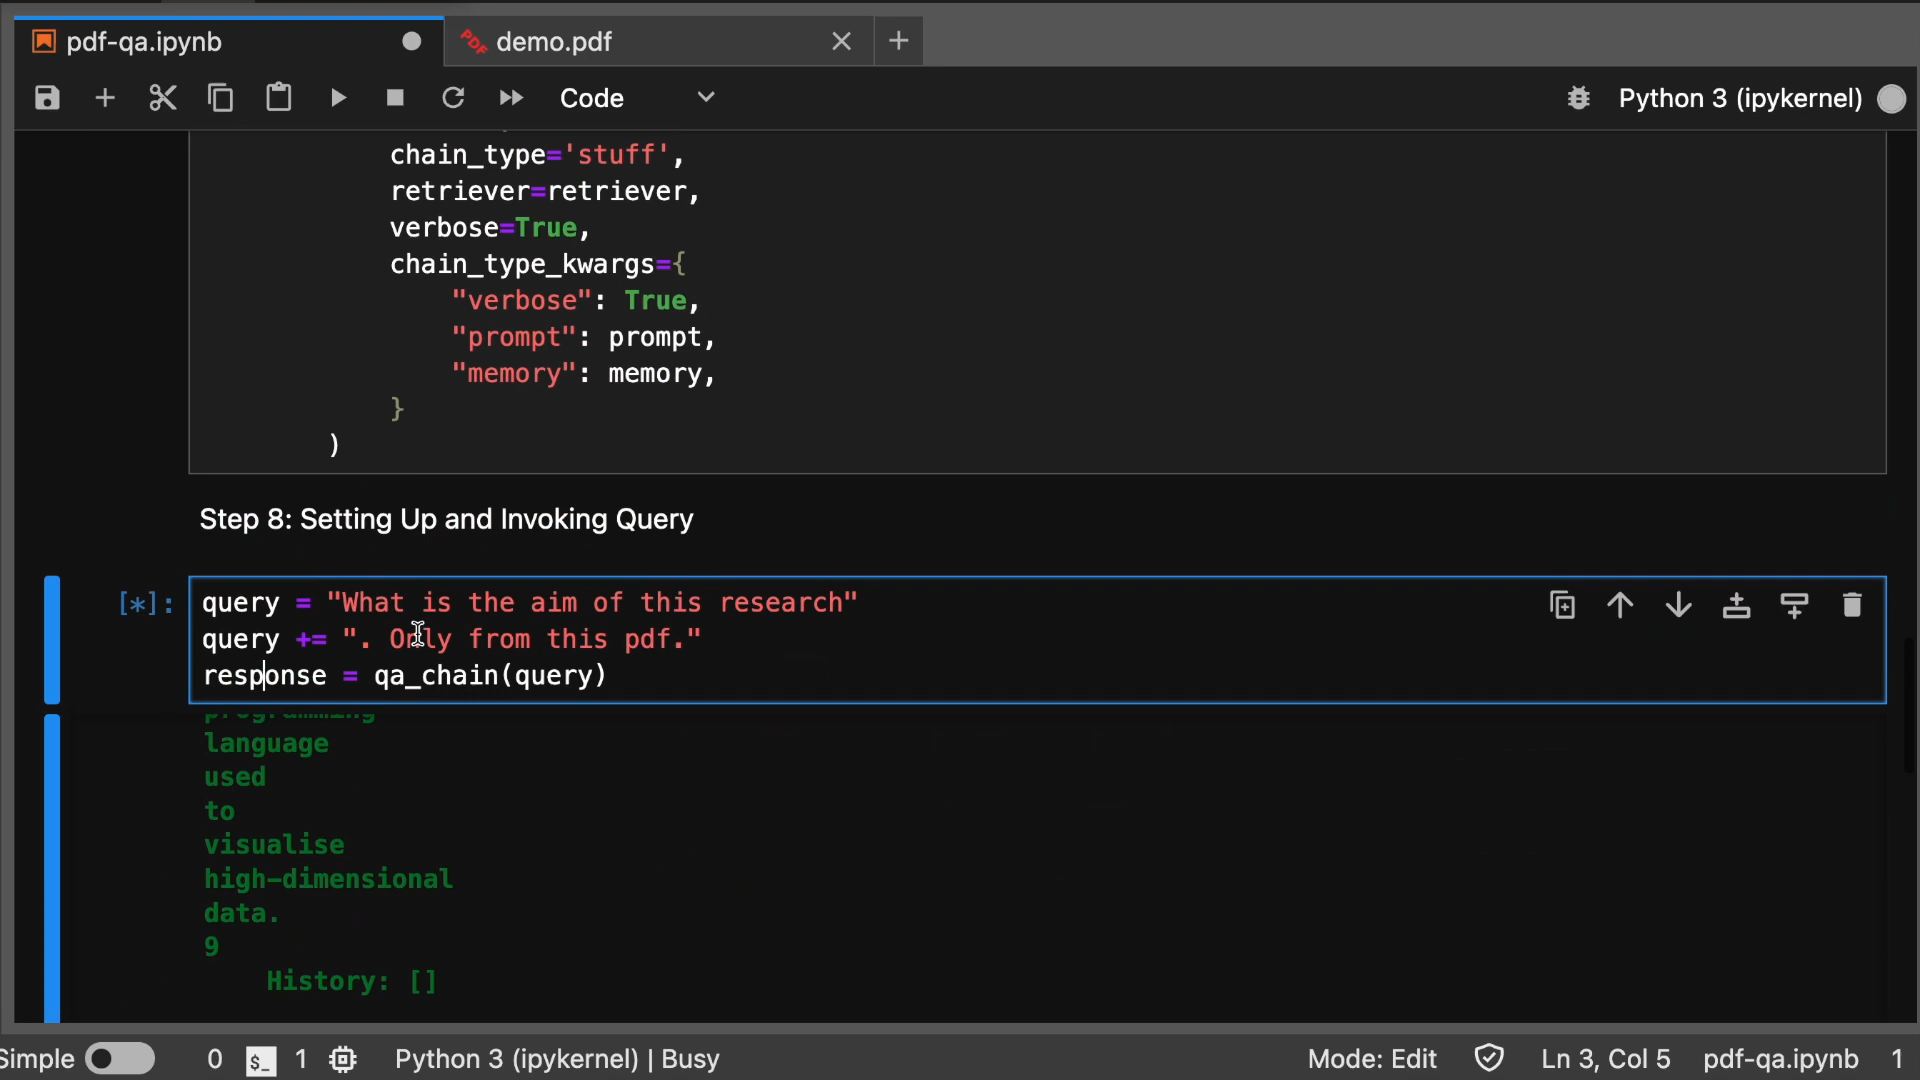 pdf-qa.ipynb
PDF demo.pdf
Code
Python 3 (ipykernel)
chain_type='stuff',
retriever=retriever,
verbose=True,
chain_type_kwargs={
"verbose": True,
"prompt": prompt,
"memory": memory,
}
)
Step 8: Setting Up and Invoking Query
[*]:
query = "What is the aim of this research"
query += ". Only from this pdf."
response = qa_chain(query)
programming
language
used
to
visualise
high-dimensional
data.
9
History: []
Simple 0 $_ 1 Python 3 (ipykernel) | Busy Mode: Edit Ln 3, Col 5 pdf-qa.ipynb 1